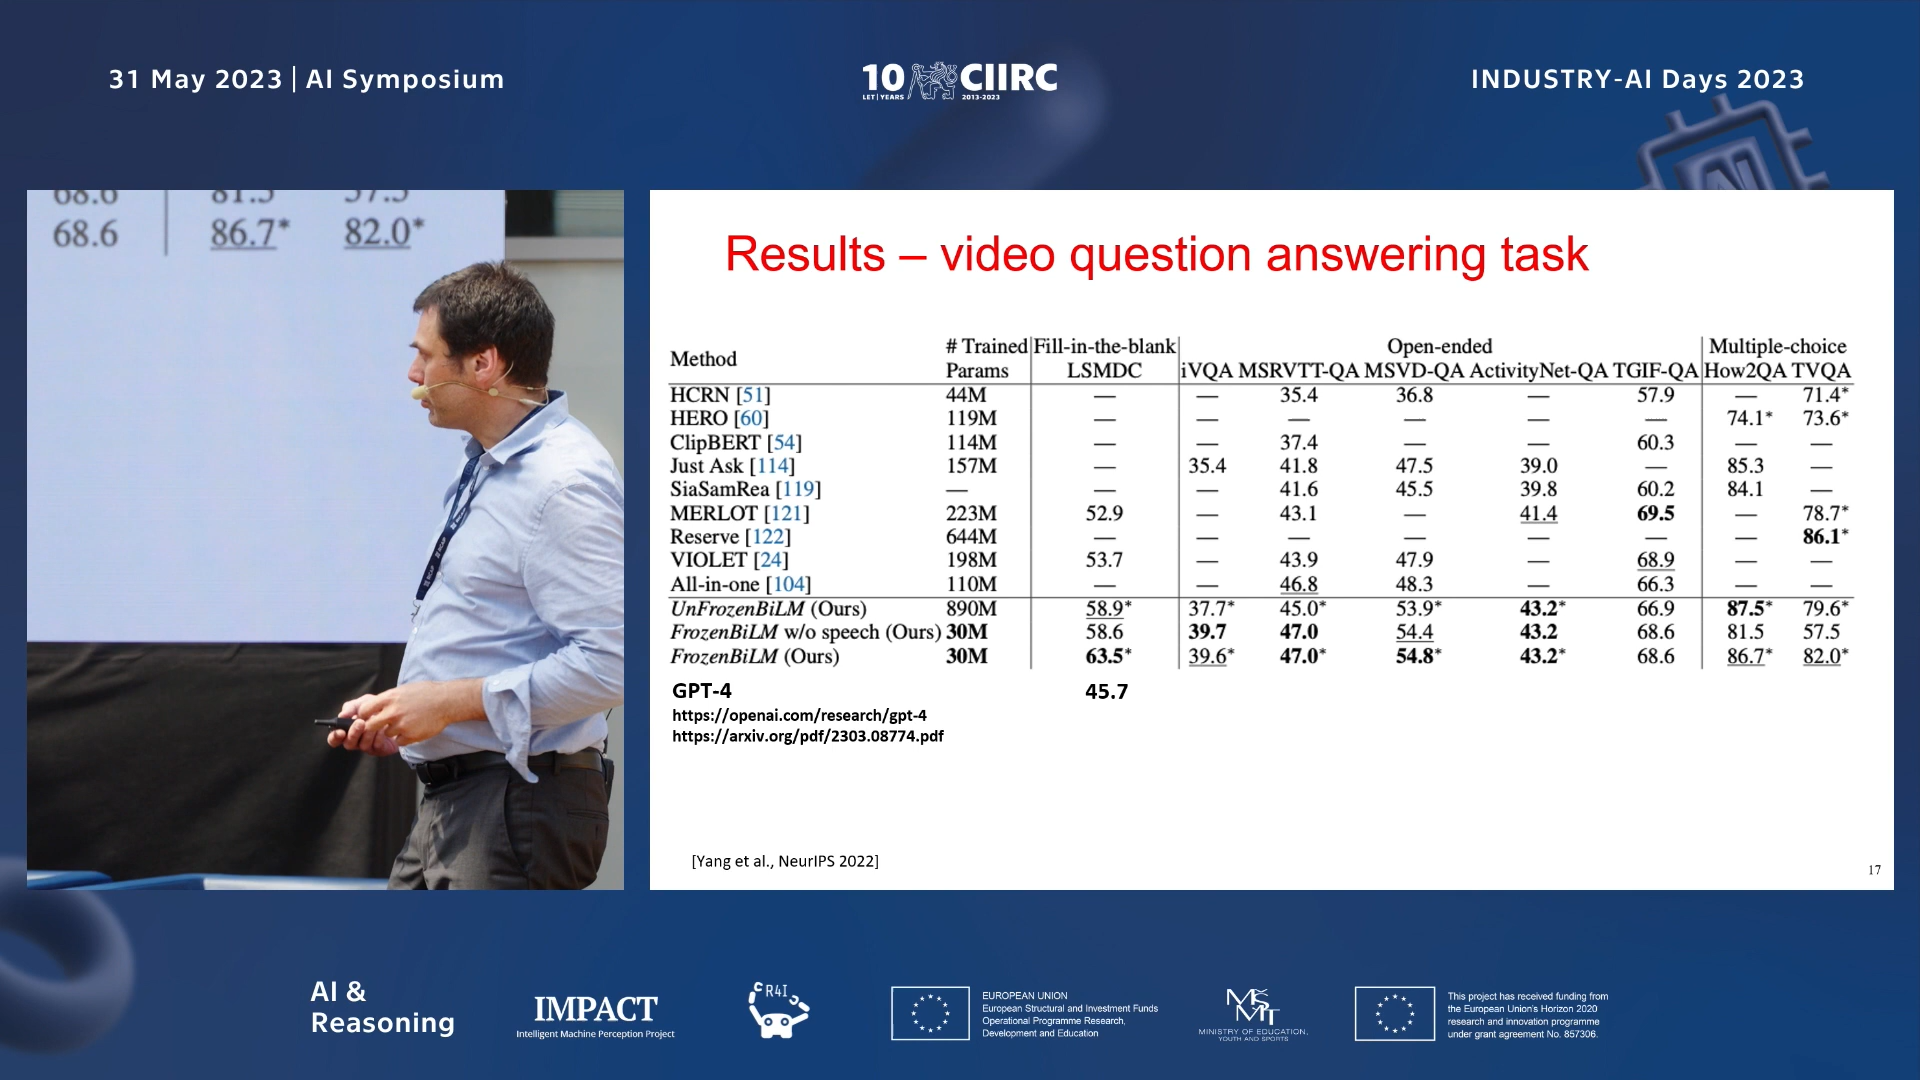 31 May 2023 | AI Symposium
10 CIIRC
LET | YEARS 2013-2023
INDUSTRY-AI Days 2023
AI
68.6 86.7* 82.0*
Results – video question answering task
Method # Trained Params Fill-in-the-blank Open-ended Multiple-choice
LSMDC iVQA MSRVTT-QA MSVD-QA ActivityNet-QA TGIF-QA How2QA TVQA
HCRN [51] 44M — — 35.4 36.8 — 57.9 — 71.4*
HERO [60] 119M — — — — — — 74.1* 73.6*
ClipBERT [54] 114M — — 37.4 — — 60.3 — —
Just Ask [114] 157M — 35.4 41.8 47.5 39.0 — 85.3 —
SiaSamRea [119] — — — 41.6 45.5 39.8 60.2 84.1 —
MERLOT [121] 223M 52.9 — 43.1 — 41.4 69.5 — 78.7*
Reserve [122] 644M — — — — — — — 86.1*
VIOLET [24] 198M 53.7 — 43.9 47.9 — 68.9 — —
All-in-one [104] 110M — — 46.8 48.3 — 66.3 — —
UnFrozenBiLM (Ours) 890M 58.9* 37.7* 45.0* 53.9* 43.2* 66.9 87.5* 79.6*
FrozenBiLM w/o speech (Ours) 30M 58.6 39.7 47.0 54.4 43.2 68.6 81.5 57.5
FrozenBiLM (Ours) 30M 63.5* 39.6* 47.0* 54.8* 43.2* 68.6 86.7* 82.0*
GPT-4 45.7
https://openai.com/research/gpt-4
https://arxiv.org/pdf/2303.08774.pdf
[Yang et al., NeurIPS 2022]
17
AI &
Reasoning
IMPACT
Intelligent Machine Perception Project
R4I
EUROPEAN UNION
European Structural and Investment Funds
Operational Programme Research,
Development and Education
MSMT
MINISTRY OF EDUCATION,
YOUTH AND SPORTS
This project has received funding from
the European Union's Horizon 2020
research and innovation programme
under grant agreement No. 857306.